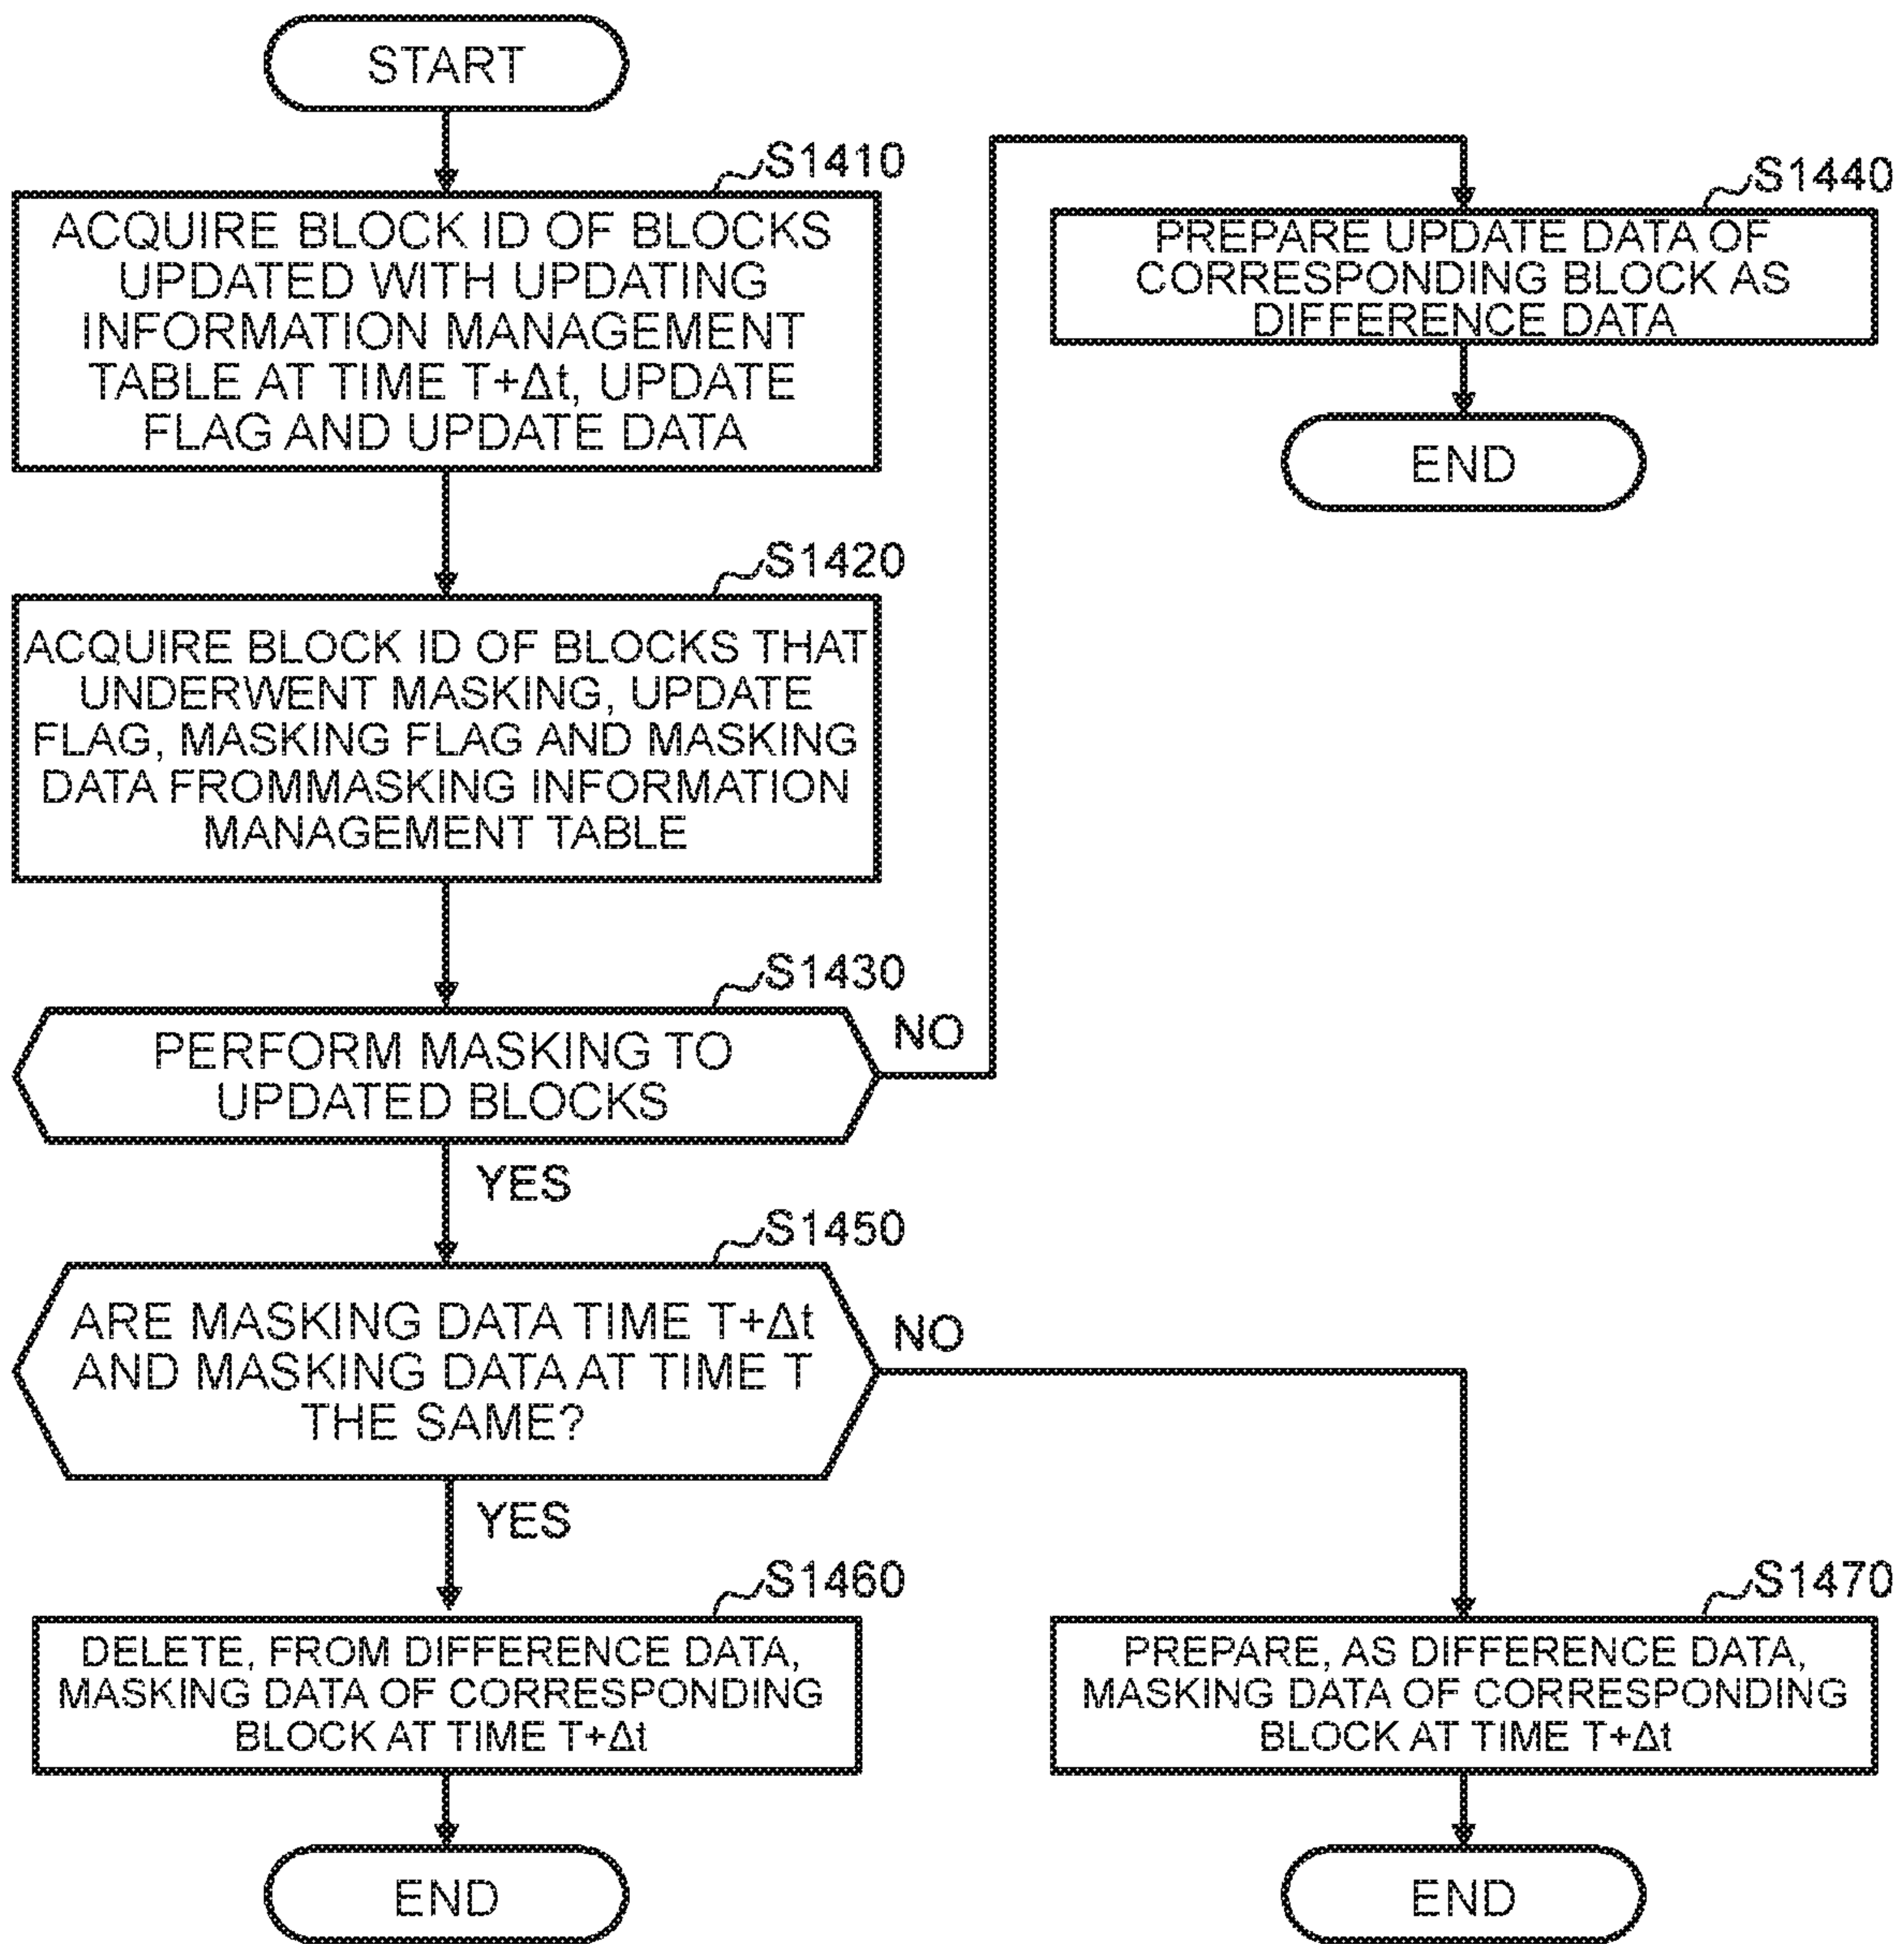 START
S1410
ACQUIRE BLOCK ID OF BLOCKS
UPDATED WITH UPDATING
INFORMATION MANAGEMENT
TABLE AT TIME T+Δt, UPDATE
FLAG AND UPDATE DATA
S1420
ACQUIRE BLOCK ID OF BLOCKS THAT
UNDERWENT MASKING, UPDATE
FLAG, MASKING FLAG AND MASKING
DATA FROMMASKING INFORMATION
MANAGEMENT TABLE
S1430
PERFORM MASKING TO
UPDATED BLOCKS
NO
YES
S1440
PREPARE UPDATE DATA OF
CORRESPONDING BLOCK AS
DIFFERENCE DATA
END
S1450
ARE MASKING DATA TIME T+Δt
AND MASKING DATA AT TIME T
THE SAME?
NO
YES
S1460
DELETE, FROM DIFFERENCE DATA,
MASKING DATA OF CORRESPONDING
BLOCK AT TIME T+Δt
END
S1470
PREPARE, AS DIFFERENCE DATA,
MASKING DATA OF CORRESPONDING
BLOCK AT TIME T+Δt
END